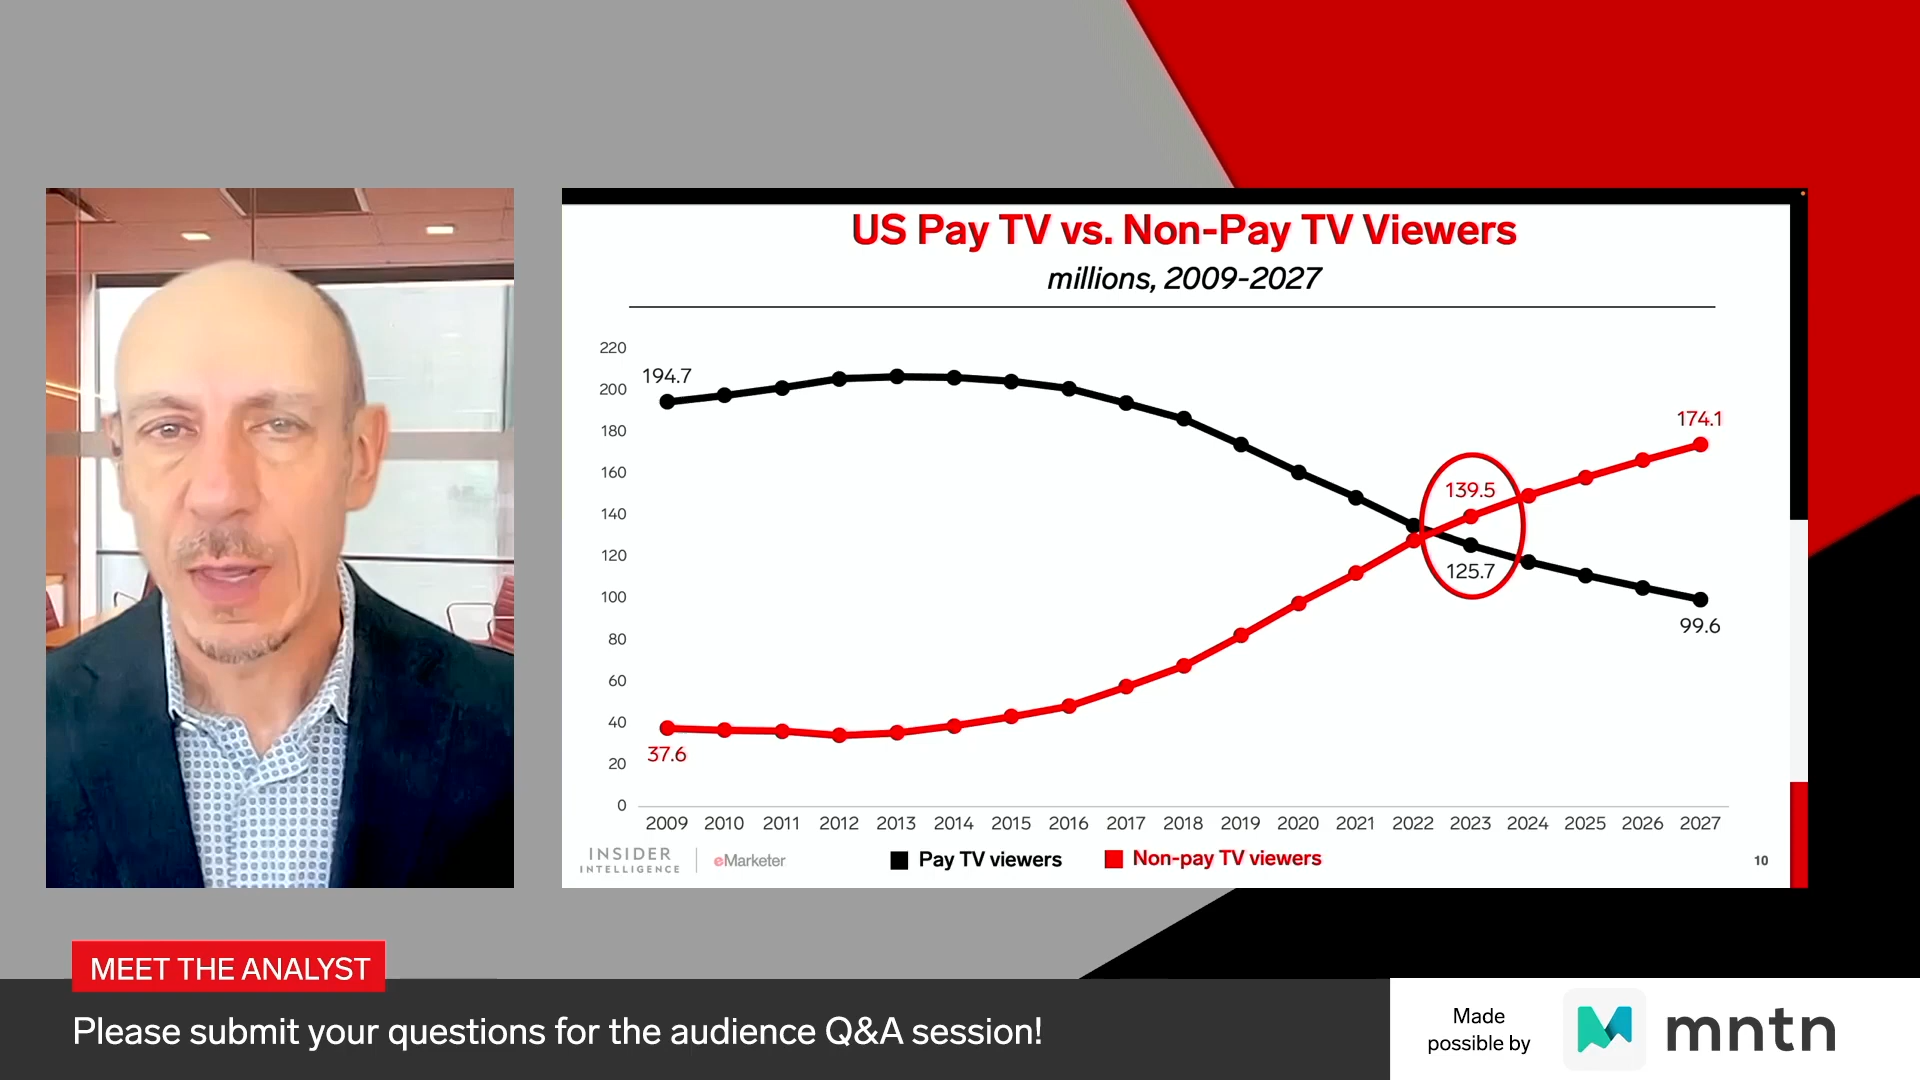 US Pay TV vs. Non-Pay TV Viewers
millions, 2009-2027
220
200
180
160
140
120
100
80
60
40
20
0
194.7
37.6
139.5
125.7
174.1
99.6
2009 2010 2011 2012 2013 2014 2015 2016 2017 2018 2019 2020 2021 2022 2023 2024 2025 2026 2027
INSIDER
INTELLIGENCE
eMarketer
Pay TV viewers
Non-pay TV viewers
10
MEET THE ANALYST
Please submit your questions for the audience Q&A session!
Made
possible by
mntn